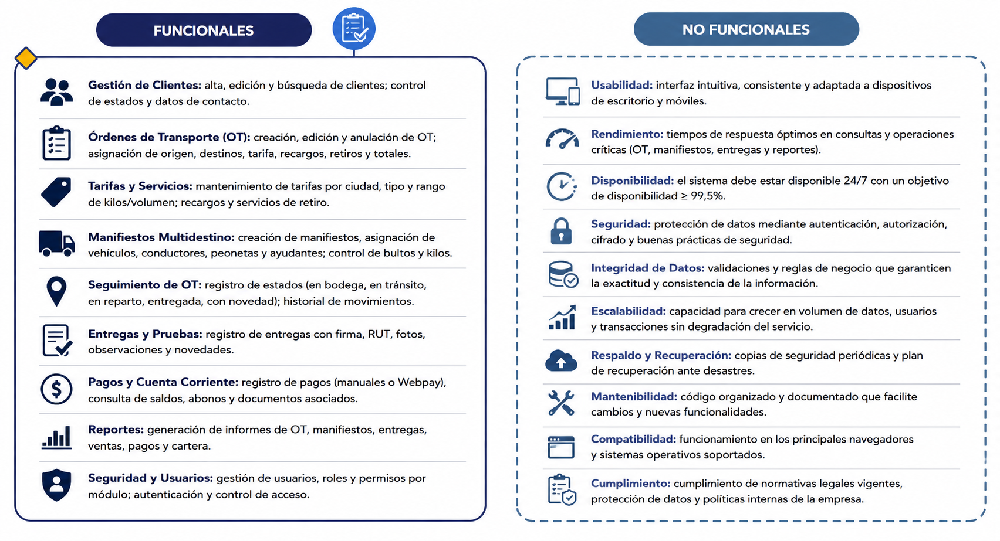 FUNCIONALES
Gestión de Clientes: alta, edición y búsqueda de clientes; control
de estados y datos de contacto.
Órdenes de Transporte (OT): creación, edición y anulación de OT;
asignación de origen, destinos, tarifa, recargos, retiros y totales.
Tarifas y Servicios: mantenimiento de tarifas por ciudad, tipo y rango
de kilos/volumen; recargos y servicios de retiro.
Manifiestos Multidestino: creación de manifiestos, asignación de
vehículos, conductores, peonetas y ayudantes; control de bultos y kilos.
Seguimiento de OT: registro de estados (en bodega, en tránsito,
en reparto, entregada, con novedad); historial de movimientos.
Entregas y Pruebas: registro de entregas con firma, RUT, fotos,
observaciones y novedades.
Pagos y Cuenta Corriente: registro de pagos (manuales o Webpay),
consulta de saldos, abonos y documentos asociados.
Reportes: generación de informes de OT, manifiestos, entregas,
ventas, pagos y cartera.
Seguridad y Usuarios: gestión de usuarios, roles y permisos por
módulo; autenticación y control de acceso.
NO FUNCIONALES
Usabilidad: interfaz intuitiva, consistente y adaptada a dispositivos
de escritorio y móviles.
Rendimiento: tiempos de respuesta óptimos en consultas y operaciones
críticas (OT, manifiestos, entregas y reportes).
Disponibilidad: el sistema debe estar disponible 24/7 con un objetivo
de disponibilidad ≥ 99,5%.
Seguridad: protección de datos mediante autenticación, autorización,
cifrado y buenas prácticas de seguridad.
Integridad de Datos: validaciones y reglas de negocio que garanticen
la exactitud y consistencia de la información.
Escalabilidad: capacidad para crecer en volumen de datos, usuarios
y transacciones sin degradación del servicio.
Respaldo y Recuperación: copias de seguridad periódicas y plan
de recuperación ante desastres.
Mantenibilidad: código organizado y documentado que facilite
cambios y nuevas funcionalidades.
Compatibilidad: funcionamiento en los principales navegadores
y sistemas operativos soportados.
Cumplimiento: cumplimiento de normativas legales vigentes,
protección de datos y políticas internas de la empresa.